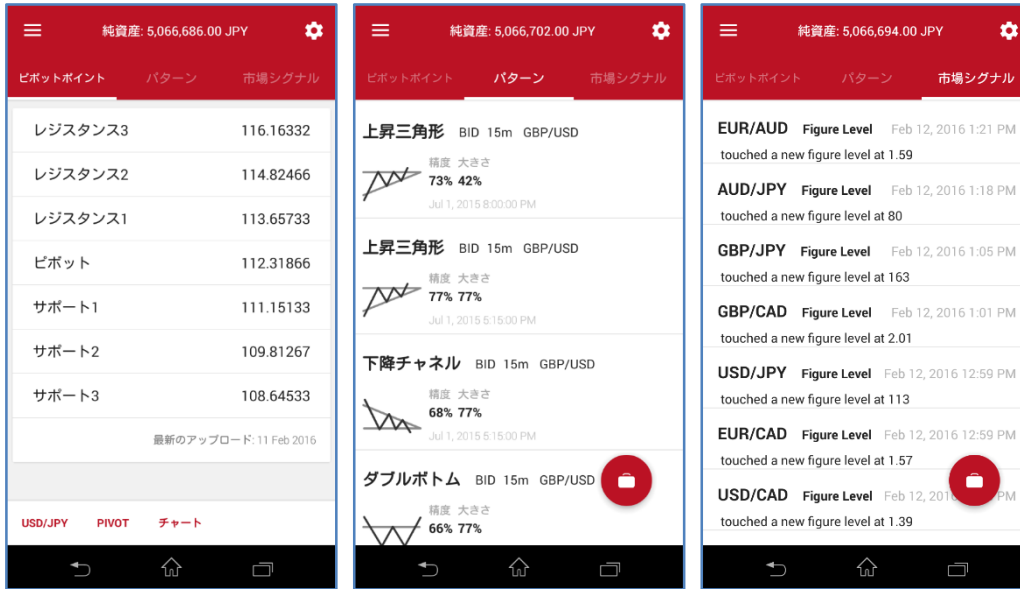 純資産: 5,066,686.00 JPY
ピボットポイント パターン 市場シグナル
レジスタンス3 116.16332
レジスタンス2 114.82466
レジスタンス1 113.65733
ピボット 112.31866
サポート1 111.15133
サポート2 109.81267
サポート3 108.64533
最新のアップロード: 11 Feb 2016
USD/JPY PIVOT チャート
純資産: 5,066,702.00 JPY
ピボットポイント パターン 市場シグナル
上昇三角形 BID 15m GBP/USD
精度 大きさ
73% 42%
Jul 1, 2015 8:00:00 PM
上昇三角形 BID 15m GBP/USD
精度 大きさ
77% 77%
Jul 1, 2015 5:15:00 PM
下降チャネル BID 15m GBP/USD
精度 大きさ
68% 77%
Jul 1, 2015 5:15:00 PM
ダブルボトム BID 15m GBP/USD
精度 大きさ
66% 77%
純資産: 5,066,694.00 JPY
ピボットポイント パターン 市場シグナル
EUR/AUD Figure Level Feb 12, 2016 1:21 PM
touched a new figure level at 1.59
AUD/JPY Figure Level Feb 12, 2016 1:18 PM
touched a new figure level at 80
GBP/JPY Figure Level Feb 12, 2016 1:05 PM
touched a new figure level at 163
GBP/CAD Figure Level Feb 12, 2016 1:01 PM
touched a new figure level at 2.01
USD/JPY Figure Level Feb 12, 2016 12:59 PM
touched a new figure level at 113
EUR/CAD Figure Level Feb 12, 2016 12:59 PM
touched a new figure level at 1.57
USD/CAD Figure Level Feb 12, PM
touched a new figure level at 1.39